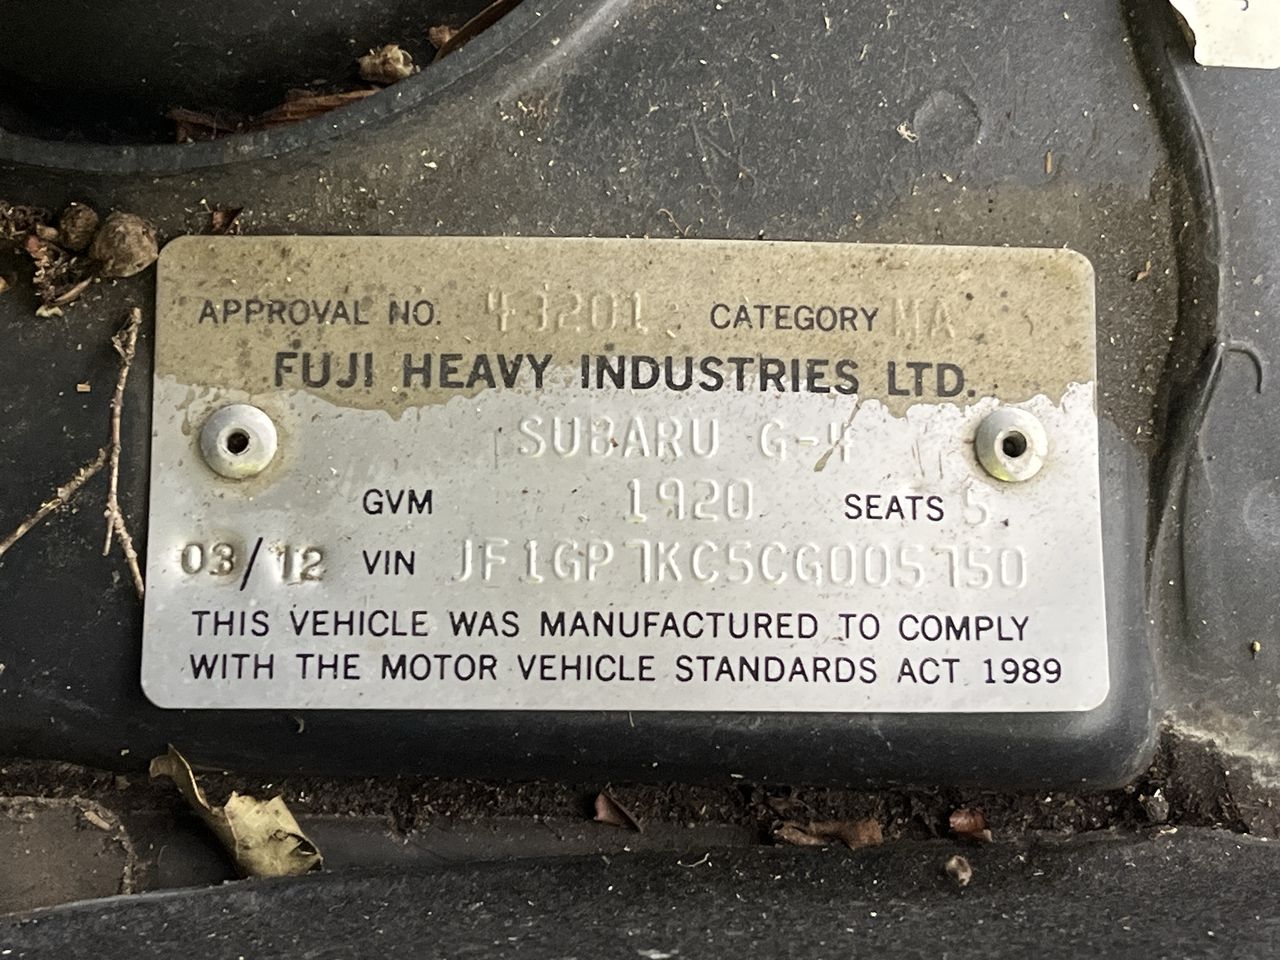 APPROVAL NO. 43201 CATEGORY MA
FUJI HEAVY INDUSTRIES LTD.
SUBARU G-4
GVM 1920 SEATS 5
03/12 VIN JF1GP7KC5CG005750
THIS VEHICLE WAS MANUFACTURED TO COMPLY
WITH THE MOTOR VEHICLE STANDARDS ACT 1989